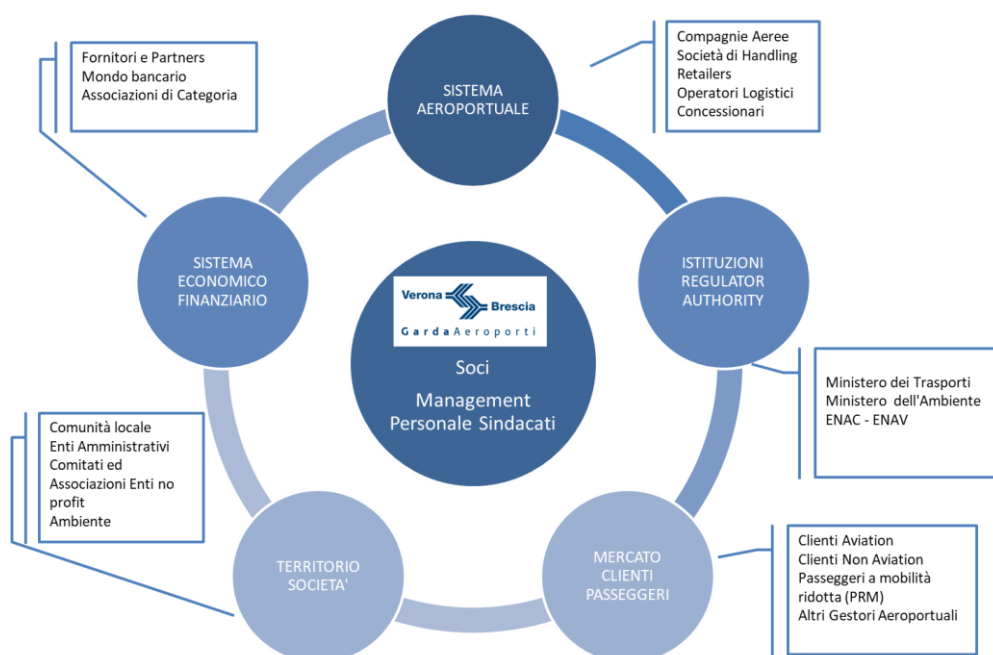 Fornitori e Partners
Mondo bancario
Associazioni di Categoria
SISTEMA
AEROPORTUALE
Compagnie Aeree
Società di Handling
Retailers
Operatori Logistici
Concessionari
SISTEMA
ECONOMICO
FINANZIARIO
ISTITUZIONI
REGULATOR
AUTHORITY
Verona
Brescia
GardaAeroporti
Soci
Management
Personale Sindacati
Ministero dei Trasporti
Ministero dell'Ambiente
ENAC - ENAV
Comunità locale
Enti Amministrativi
Comitati ed
Associazioni Enti no
profit
Ambiente
TERRITORIO
SOCIETA'
MERCATO
CLIENTI
PASSEGGERI
Clienti Aviation
Clienti Non Aviation
Passeggeri a mobilità
ridotta (PRM)
Altri Gestori Aeroportuali